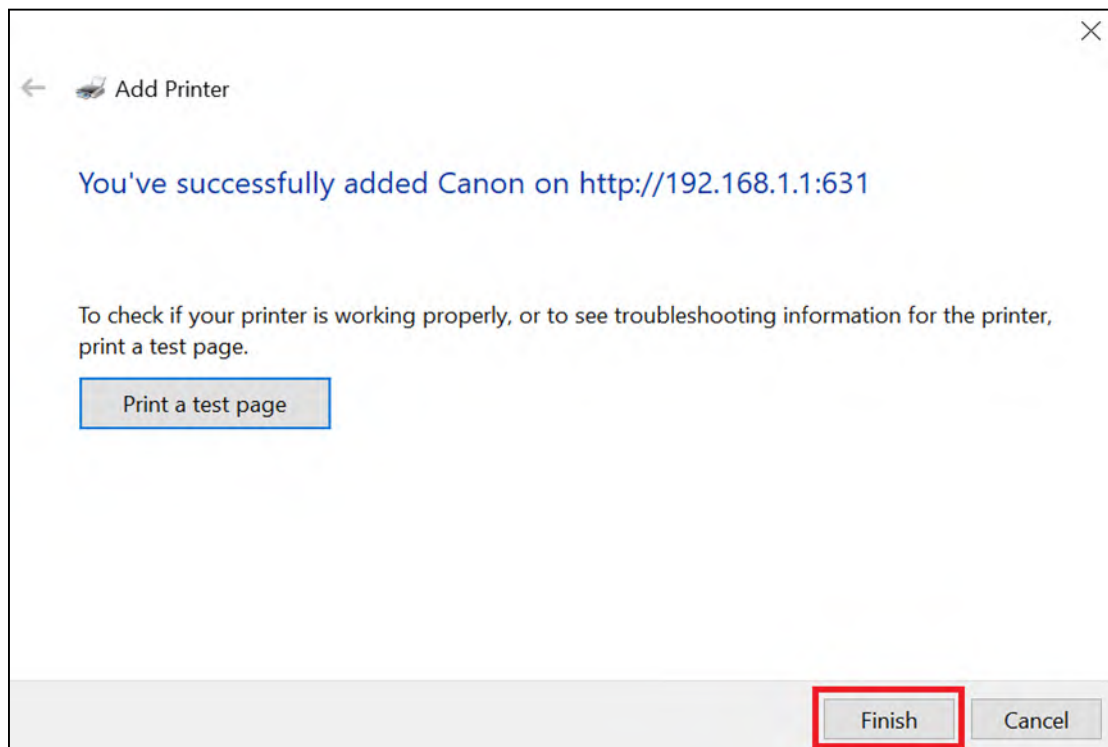 Add Printer
You've successfully added Canon on http://192.168.1.1:631
To check if your printer is working properly, or to see troubleshooting information for the printer,
print a test page.
Print a test page
Finish
Cancel